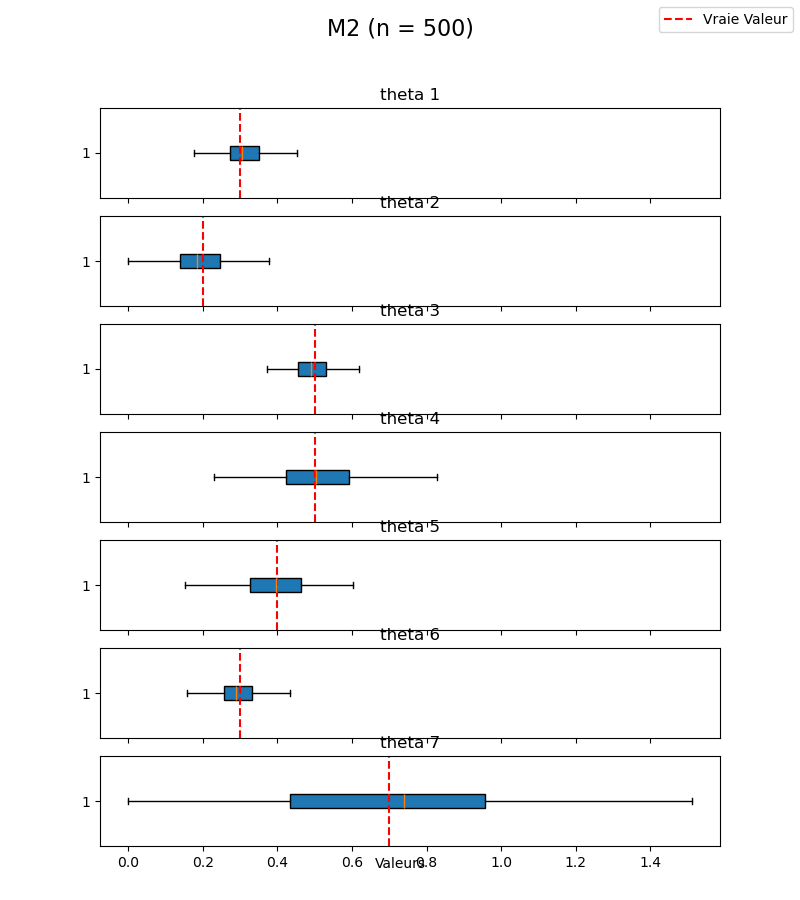 M2 (n = 500)
Vraie Valeur
theta 1
1
theta 2
1
theta 3
1
theta 4
1
theta 5
1
theta 6
1
theta 7
1
0.0 0.2 0.4 0.6 0.8 1.0 1.2 1.4
Valeurs